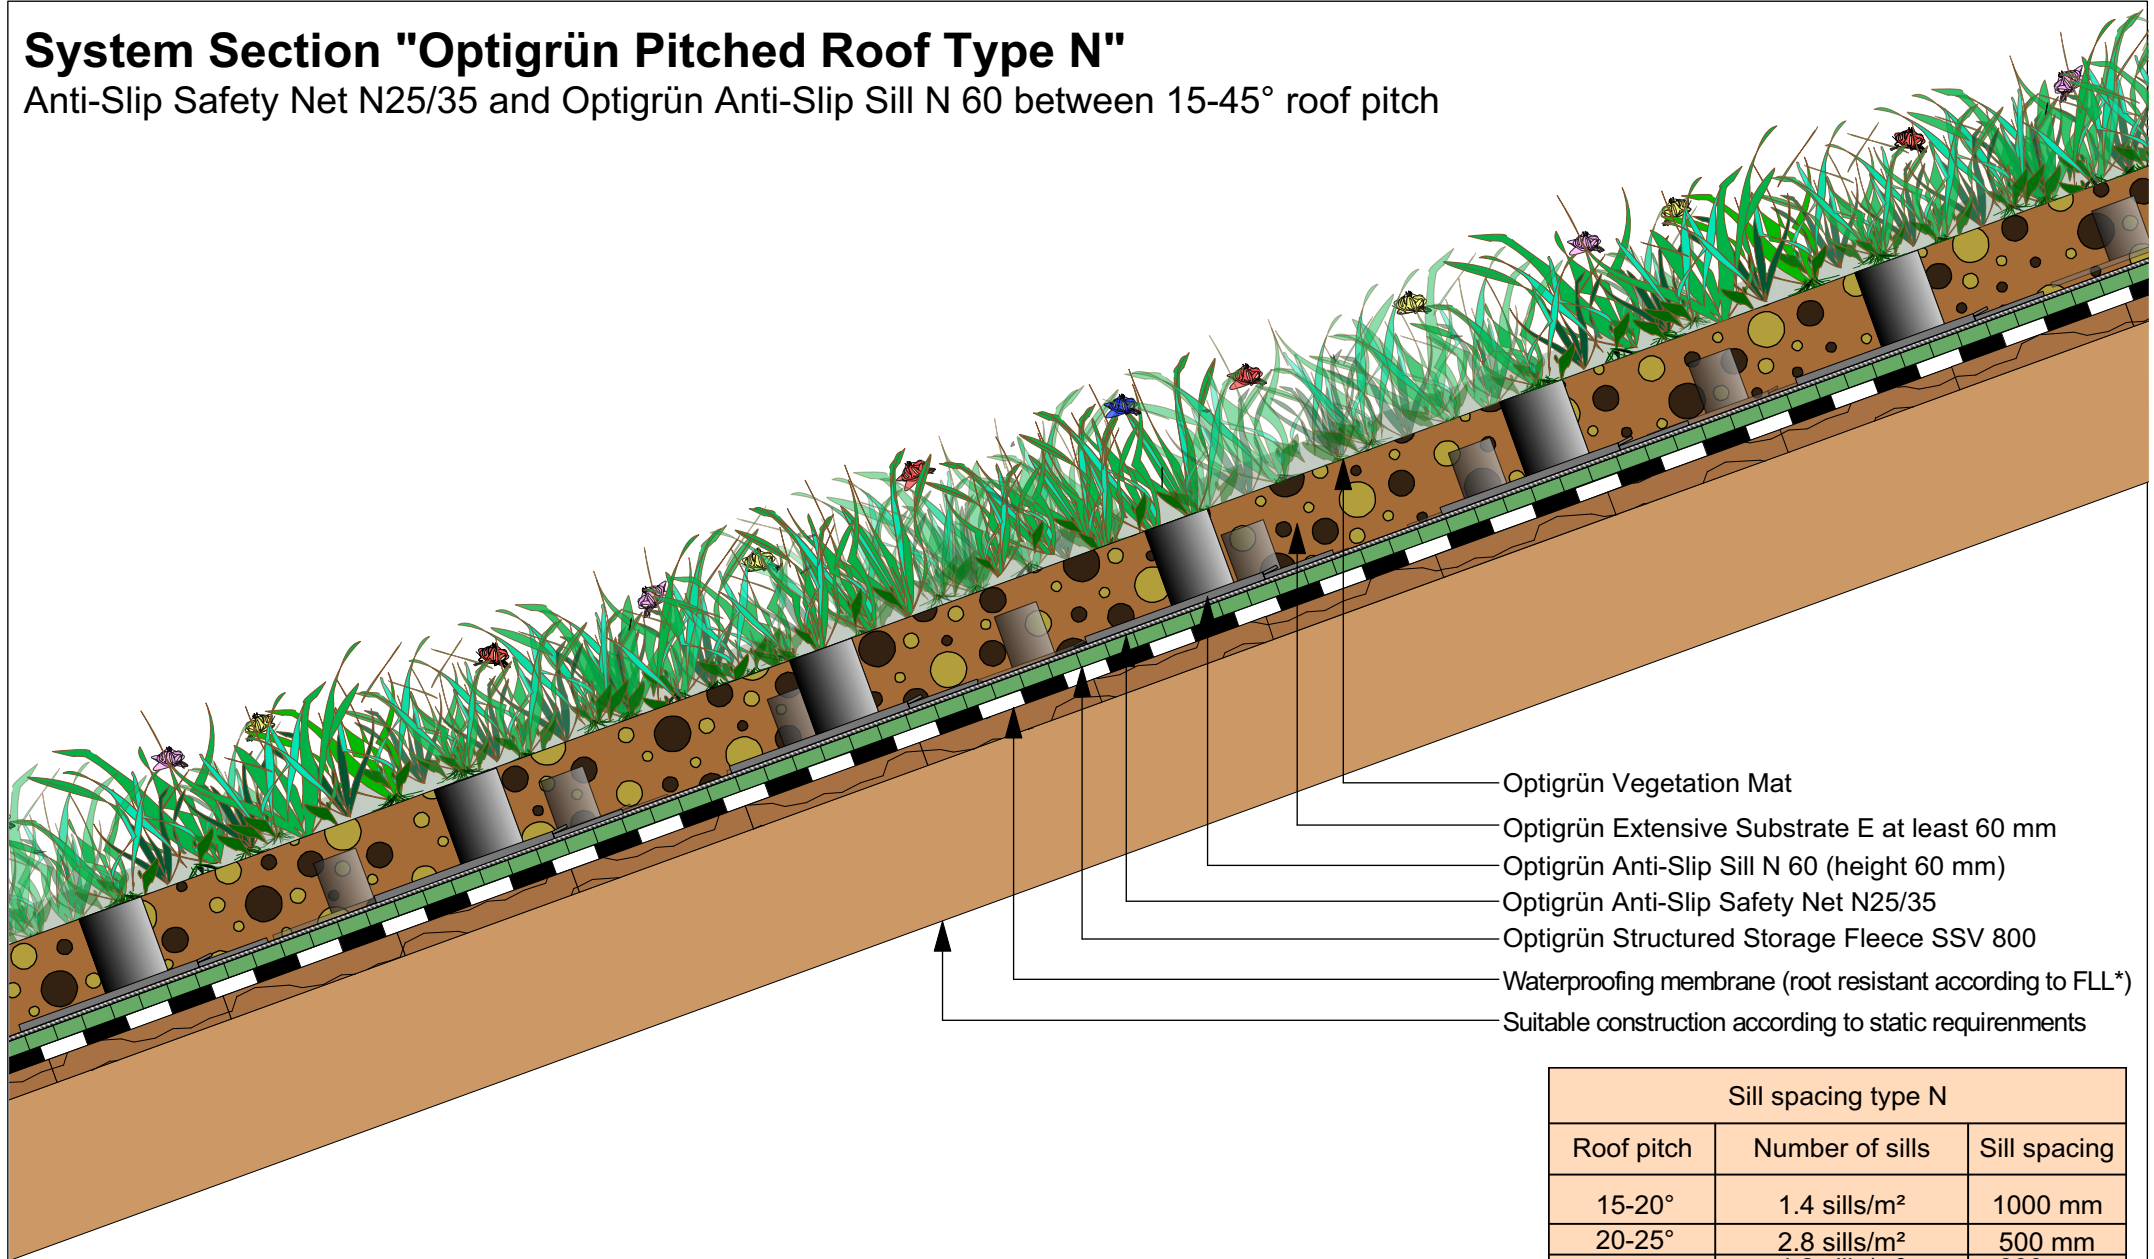 System Section "Optigrün Pitched Roof Type N"
Anti-Slip Safety Net N25/35 and Optigrün Anti-Slip Sill N 60 between 15-45° roof pitch
Optigrün Vegetation Mat
Optigrün Extensive Substrate E at least 60 mm
Optigrün Anti-Slip Sill N 60 (height 60 mm)
Optigrün Anti-Slip Safety Net N25/35
Optigrün Structured Storage Fleece SSV 800
Waterproofing membrane (root resistant according to FLL*)
Suitable construction according to static requirenments
Sill spacing type N
Roof pitch Number of sills Sill spacing
15-20° 1.4 sills/m² 1000 mm
20-25° 2.8 sills/m² 500 mm